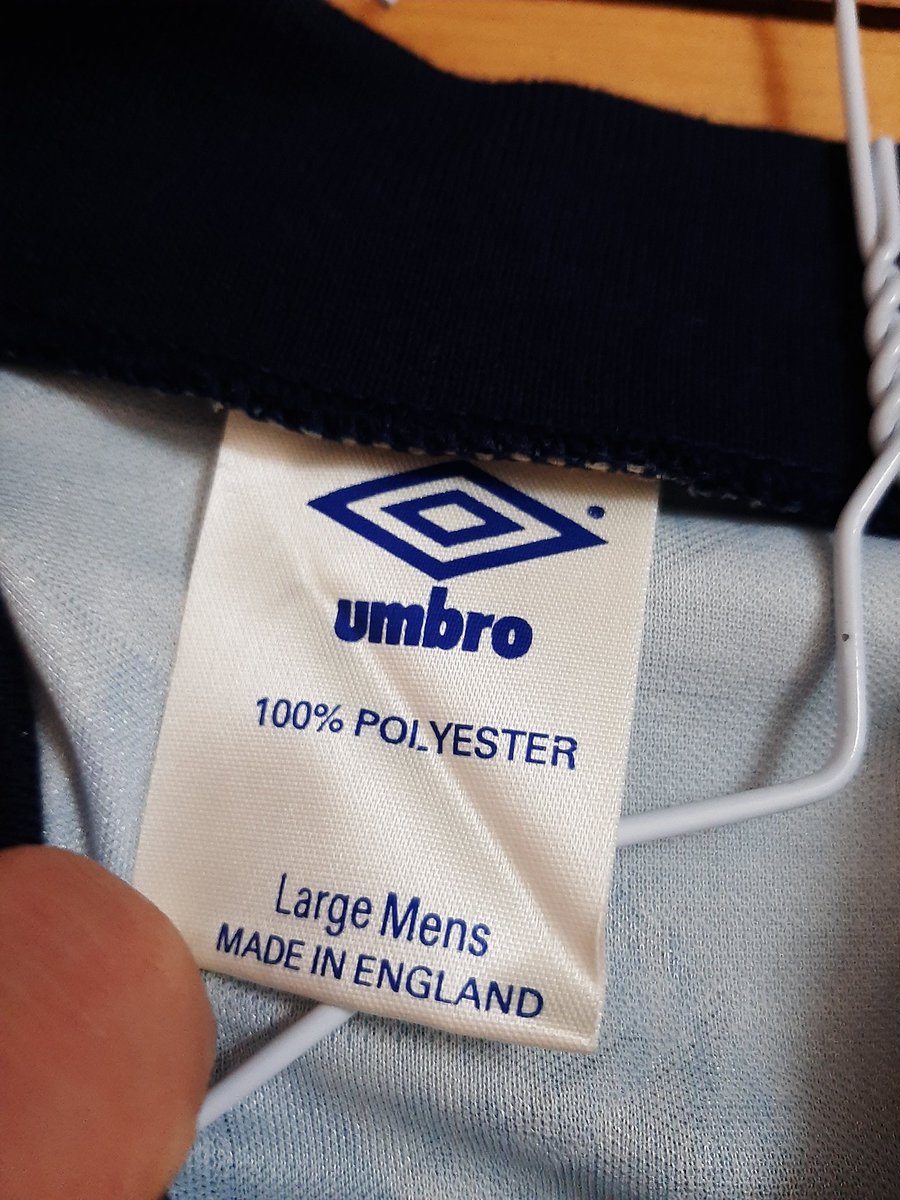 umbro
100% POLYESTER
Large Mens
MADE IN ENGLAND